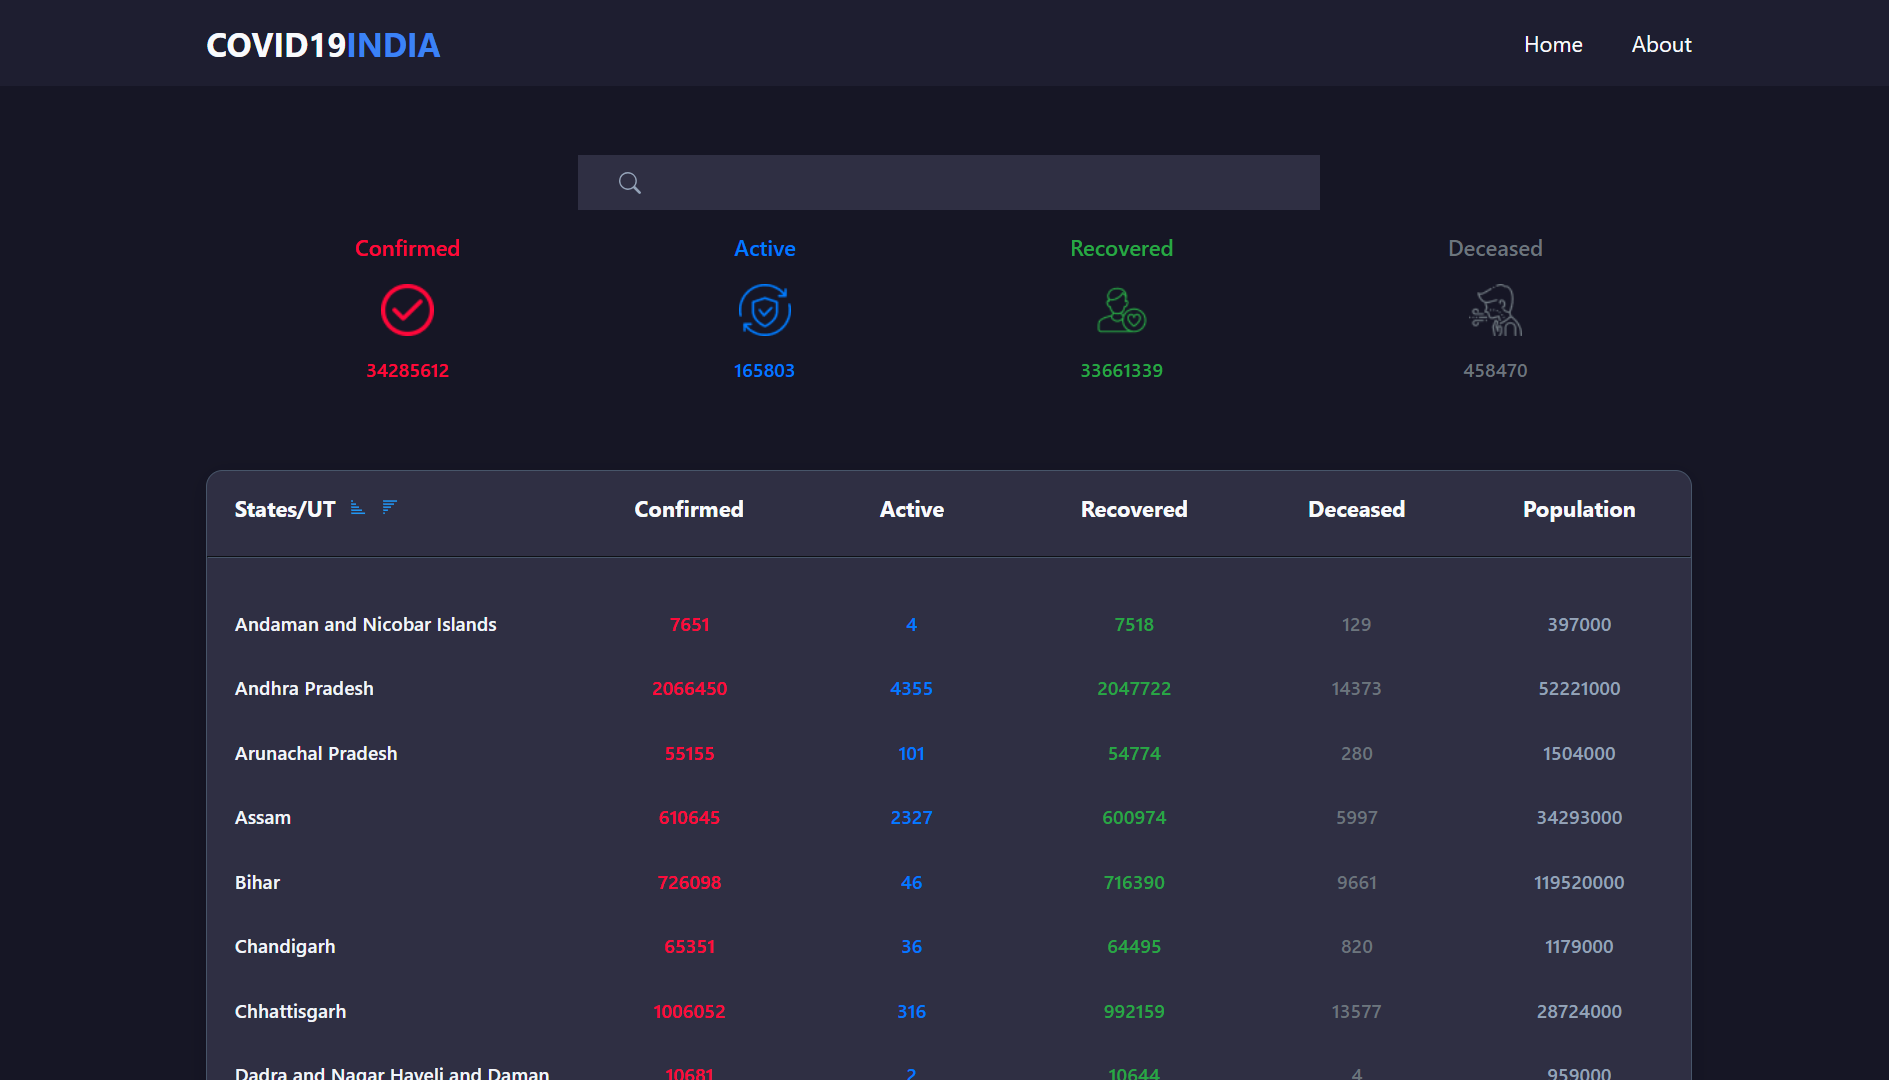 COVID19INDIA Home About
Confirmed Active Recovered Deceased
34285612 165803 33661339 458470
States/UT Confirmed Active Recovered Deceased Population
Andaman and Nicobar Islands 7651 4 7518 129 397000
Andhra Pradesh 2066450 4355 2047722 14373 52221000
Arunachal Pradesh 55155 101 54774 280 1504000
Assam 610645 2327 600974 5997 34293000
Bihar 726098 46 716390 9661 119520000
Chandigarh 65351 36 64495 820 1179000
Chhattisgarh 1006052 316 992159 13577 28724000
Dadra and Nagar Haveli and Daman 10681 2 10644 4 959000